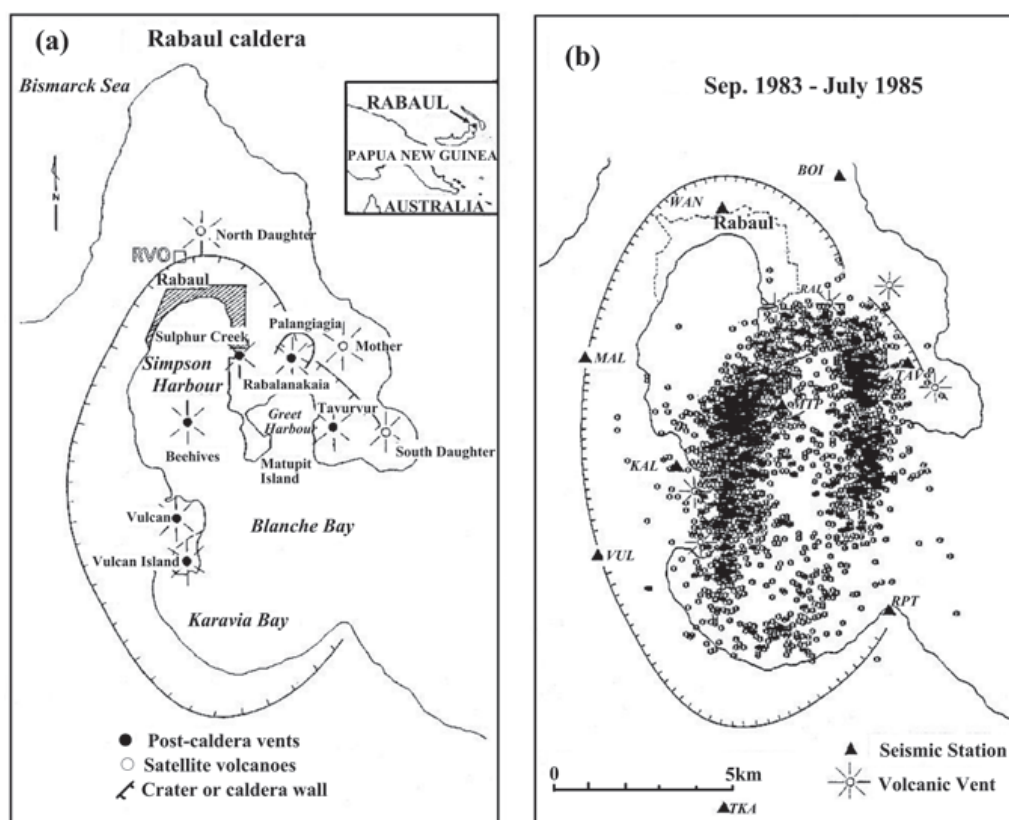 (a)
Rabaul caldera
Bismarck Sea
RABAUL
PAPUA NEW GUINEA
AUSTRALIA
N
North Daughter
RVO
Rabaul
Palangiagia
Sulphur Creek
Mother
Simpson
Harbour
Rabalanakaia
Greet
Harbour
Tavurvur
Beehives
Matupit
Island
South Daughter
Vulcan
Blanche Bay
Vulcan Island
Karavia Bay
Post-caldera vents
Satellite volcanoes
Crater or caldera wall
(b)
Sep. 1983 - July 1985
BOI
WAN
Rabaul
RAL
MAL
TAV
MTP
KAL
VUL
RPT
Seismic Station
0
5km
Volcanic Vent
TKA